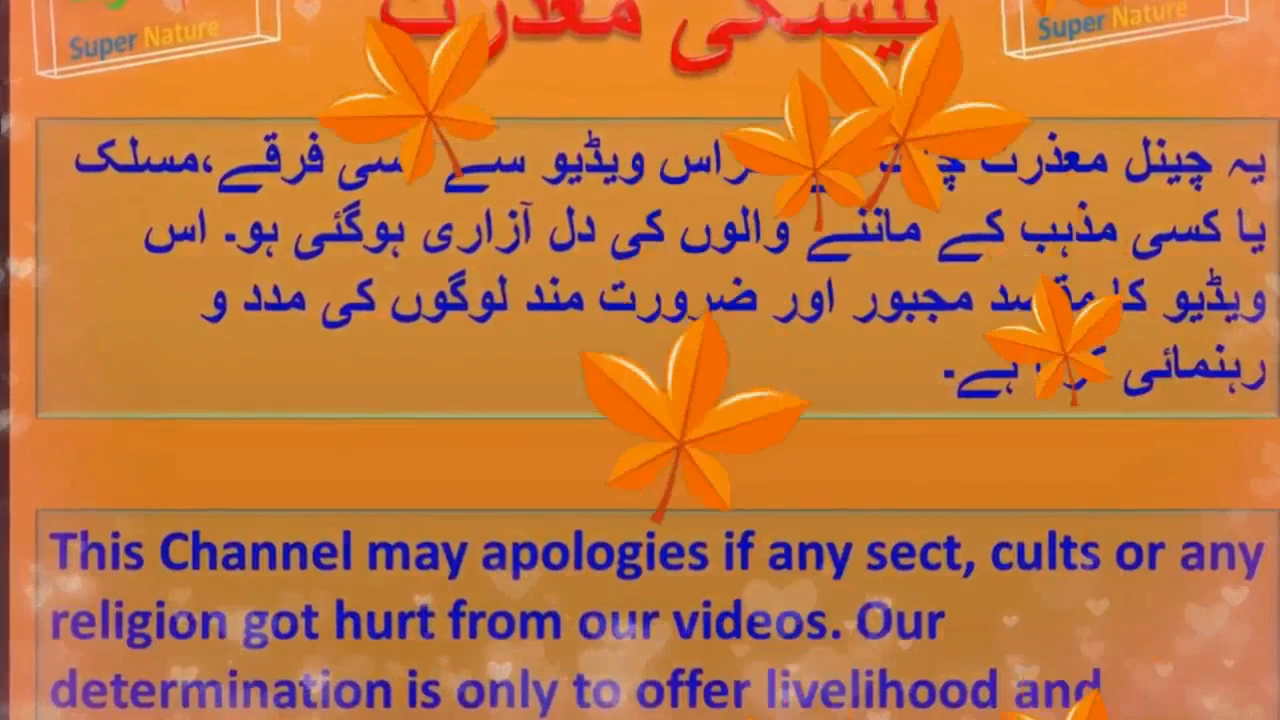 Super Nature
Super Nature
معذرت
یہ چینل معذرت اس ویڈیو سے فرقے،مسلک
یا کسی مذہب کے ماننے والوں کی دل آزاری ہوگئی ہو۔ اس
ویڈیو کا مجبور اور ضرورت مند لوگوں کی مدد و
رہنمائی ہے۔
This Channel may apologies if any sect, cults or any
religion got hurt from our videos. Our
determination is only to offer livelihood and